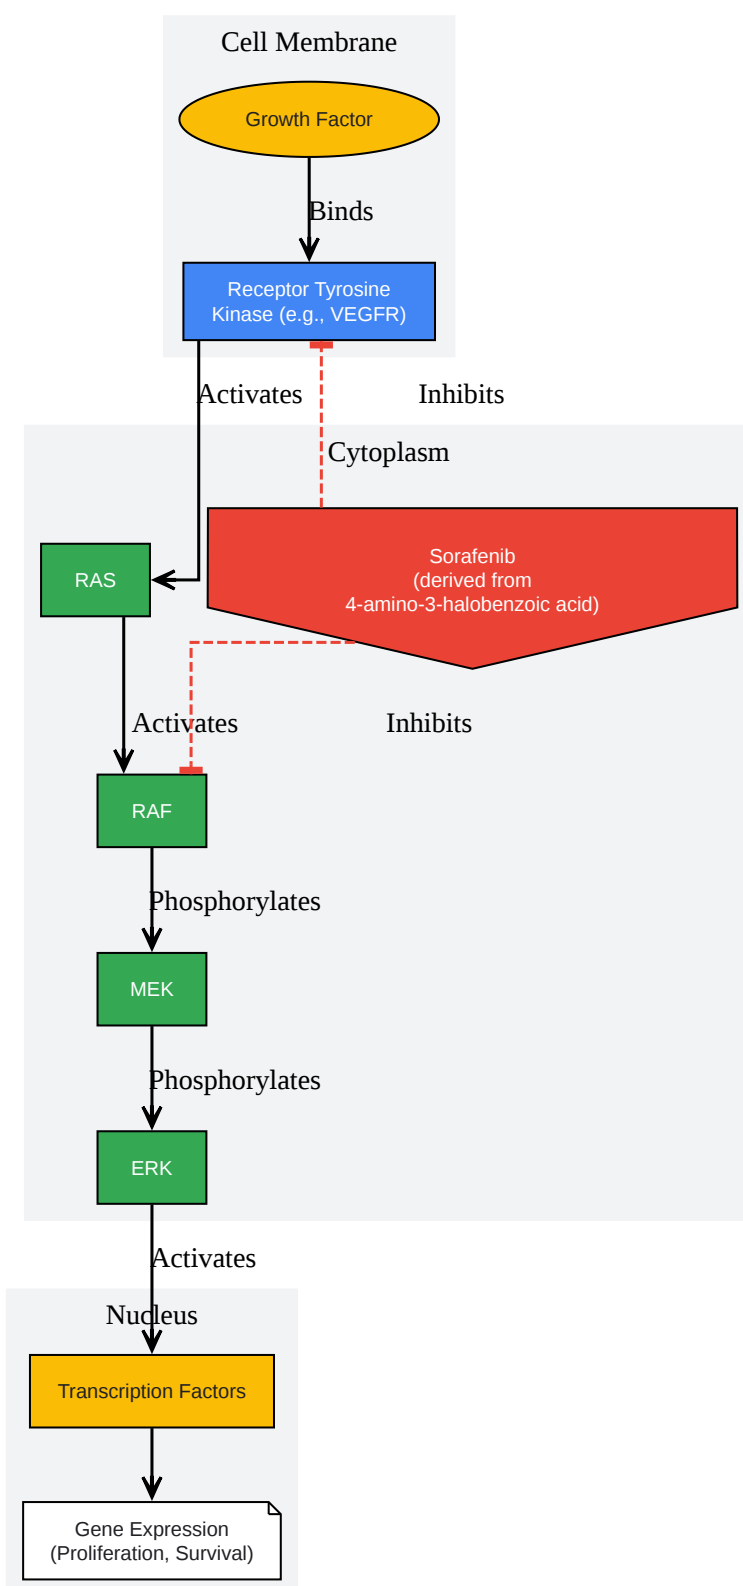 Cell Membrane
Growth Factor
Binds
Receptor Tyrosine
Kinase (e.g., VEGFR)
Activates
Inhibits
Cytoplasm
Sorafenib
(derived from
4-amino-3-halobenzoic acid)
RAS
Activates
Inhibits
RAF
Phosphorylates
MEK
Phosphorylates
ERK
Activates
Nucleus
Transcription Factors
Gene Expression
(Proliferation, Survival)